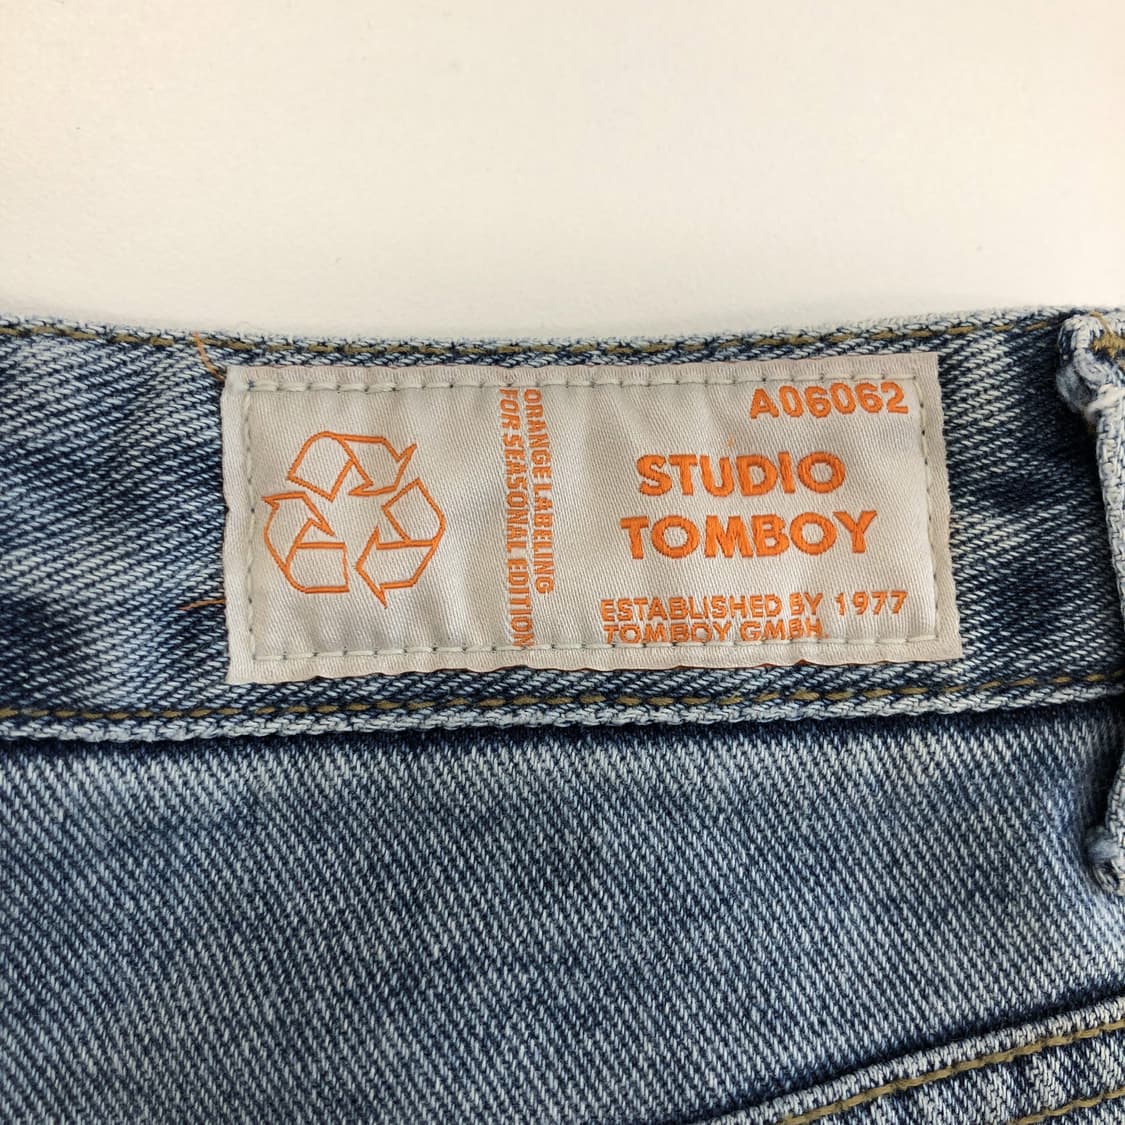 ORANGE LABELING
FOR SEASONAL EDITION
A06062
STUDIO
TOMBOY
ESTABLISHED BY 1977
TOMBOY GMBH